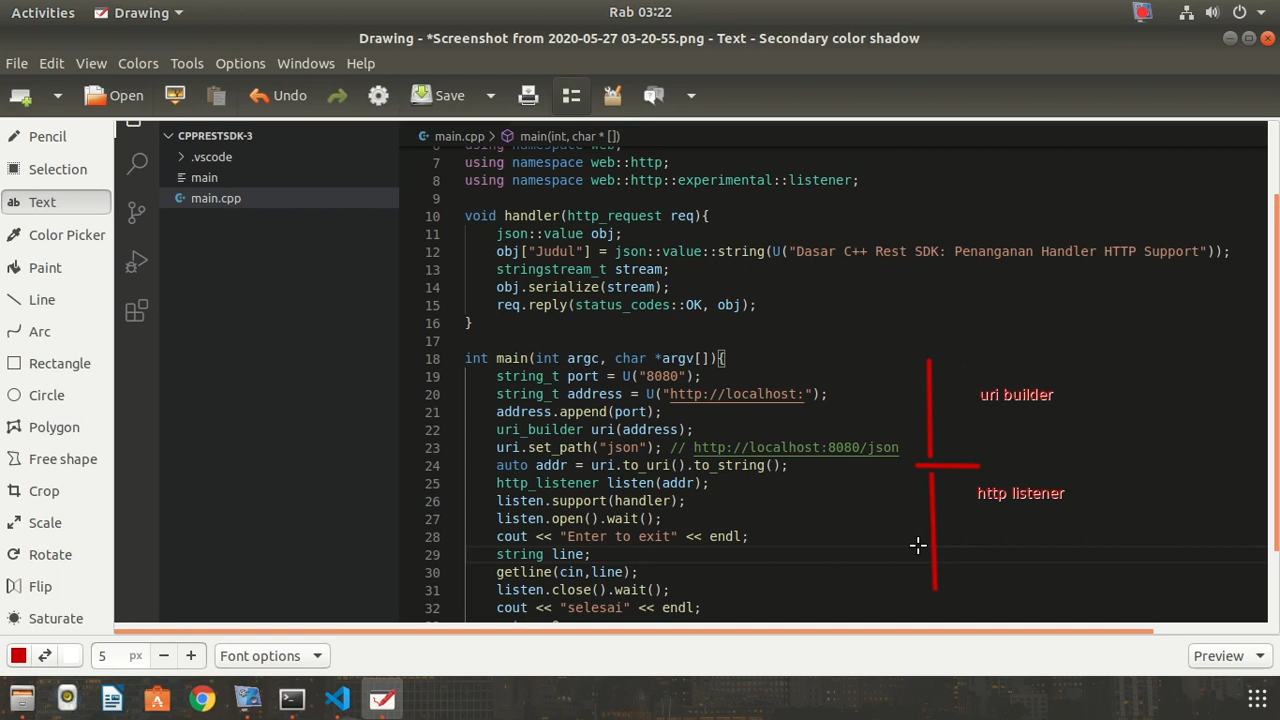 Activities Drawing Rab 03:22
Drawing - *Screenshot from 2020-05-27 03-20-55.png - Text - Secondary color shadow
File Edit View Colors Tools Options Windows Help
Open Undo Save
Pencil
Selection
ab Text
Color Picker
Paint
Line
Arc
Rectangle
Circle
Polygon
Free shape
Crop
Scale
Rotate
Flip
Saturate
CPPRESTSDK-3
.vscode
main
main.cpp
main.cpp > main(int, char * [])
6 using namespace web;
7 using namespace web::http;
8 using namespace web::http::experimental::listener;
9
10 void handler(http_request req){
11 json::value obj;
12 obj["Judul"] = json::value::string(U("Dasar C++ Rest SDK: Penanganan Handler HTTP Support"));
13 stringstream_t stream;
14 obj.serialize(stream);
15 req.reply(status_codes::OK, obj);
16 }
17
18 int main(int argc, char *argv[]){
19 string_t port = U("8080");
20 string_t address = U("http://localhost:");
21 address.append(port);
22 uri_builder uri(address);
23 uri.set_path("json"); // http://localhost:8080/json
24 auto addr = uri.to_uri().to_string();
25 http_listener listen(addr);
26 listen.support(handler);
27 listen.open().wait();
28 cout << "Enter to exit" << endl;
29 string line;
30 getline(cin,line);
31 listen.close().wait();
32 cout << "selesai" << endl;
uri builder
http listener
5 px − + Font options Preview